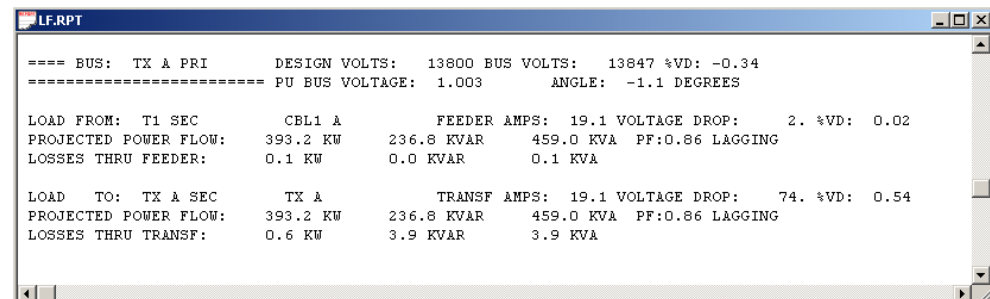 LF.RPT
==== BUS: TX A PRI DESIGN VOLTS: 13800 BUS VOLTS: 13847 %VD: -0.34
========================= PU BUS VOLTAGE: 1.003 ANGLE: -1.1 DEGREES
LOAD FROM: T1 SEC CBL1 A FEEDER AMPS: 19.1 VOLTAGE DROP: 2. %VD: 0.02
PROJECTED POWER FLOW: 393.2 KW 236.8 KVAR 459.0 KVA PF:0.86 LAGGING
LOSSES THRU FEEDER: 0.1 KW 0.0 KVAR 0.1 KVA
LOAD TO: TX A SEC TX A TRANSF AMPS: 19.1 VOLTAGE DROP: 74. %VD: 0.54
PROJECTED POWER FLOW: 393.2 KW 236.8 KVAR 459.0 KVA PF:0.86 LAGGING
LOSSES THRU TRANSF: 0.6 KW 3.9 KVAR 3.9 KVA